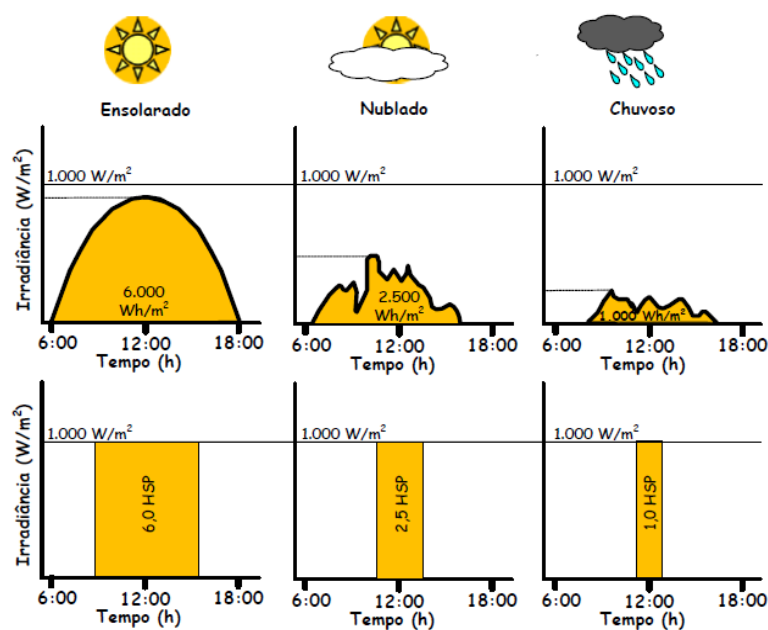 Ensolarado
Nublado
Chuvoso
Irradiância (W/m²)
1.000 W/m²
6.000
Wh/m²
6:00
12:00
18:00
Tempo (h)
1.000 W/m²
2.500
Wh/m²
6:00
12:00
18:00
Tempo (h)
1.000 W/m²
1.000 Wh/m²
6:00
12:00
18:00
Tempo (h)
Irradiância (W/m²)
1.000 W/m²
6,0 HSP
6:00
12:00
18:00
Tempo (h)
1.000 W/m²
2,5 HSP
6:00
12:00
18:00
Tempo (h)
1.000 W/m²
1,0 HSP
6:00
12:00
18:00
Tempo (h)